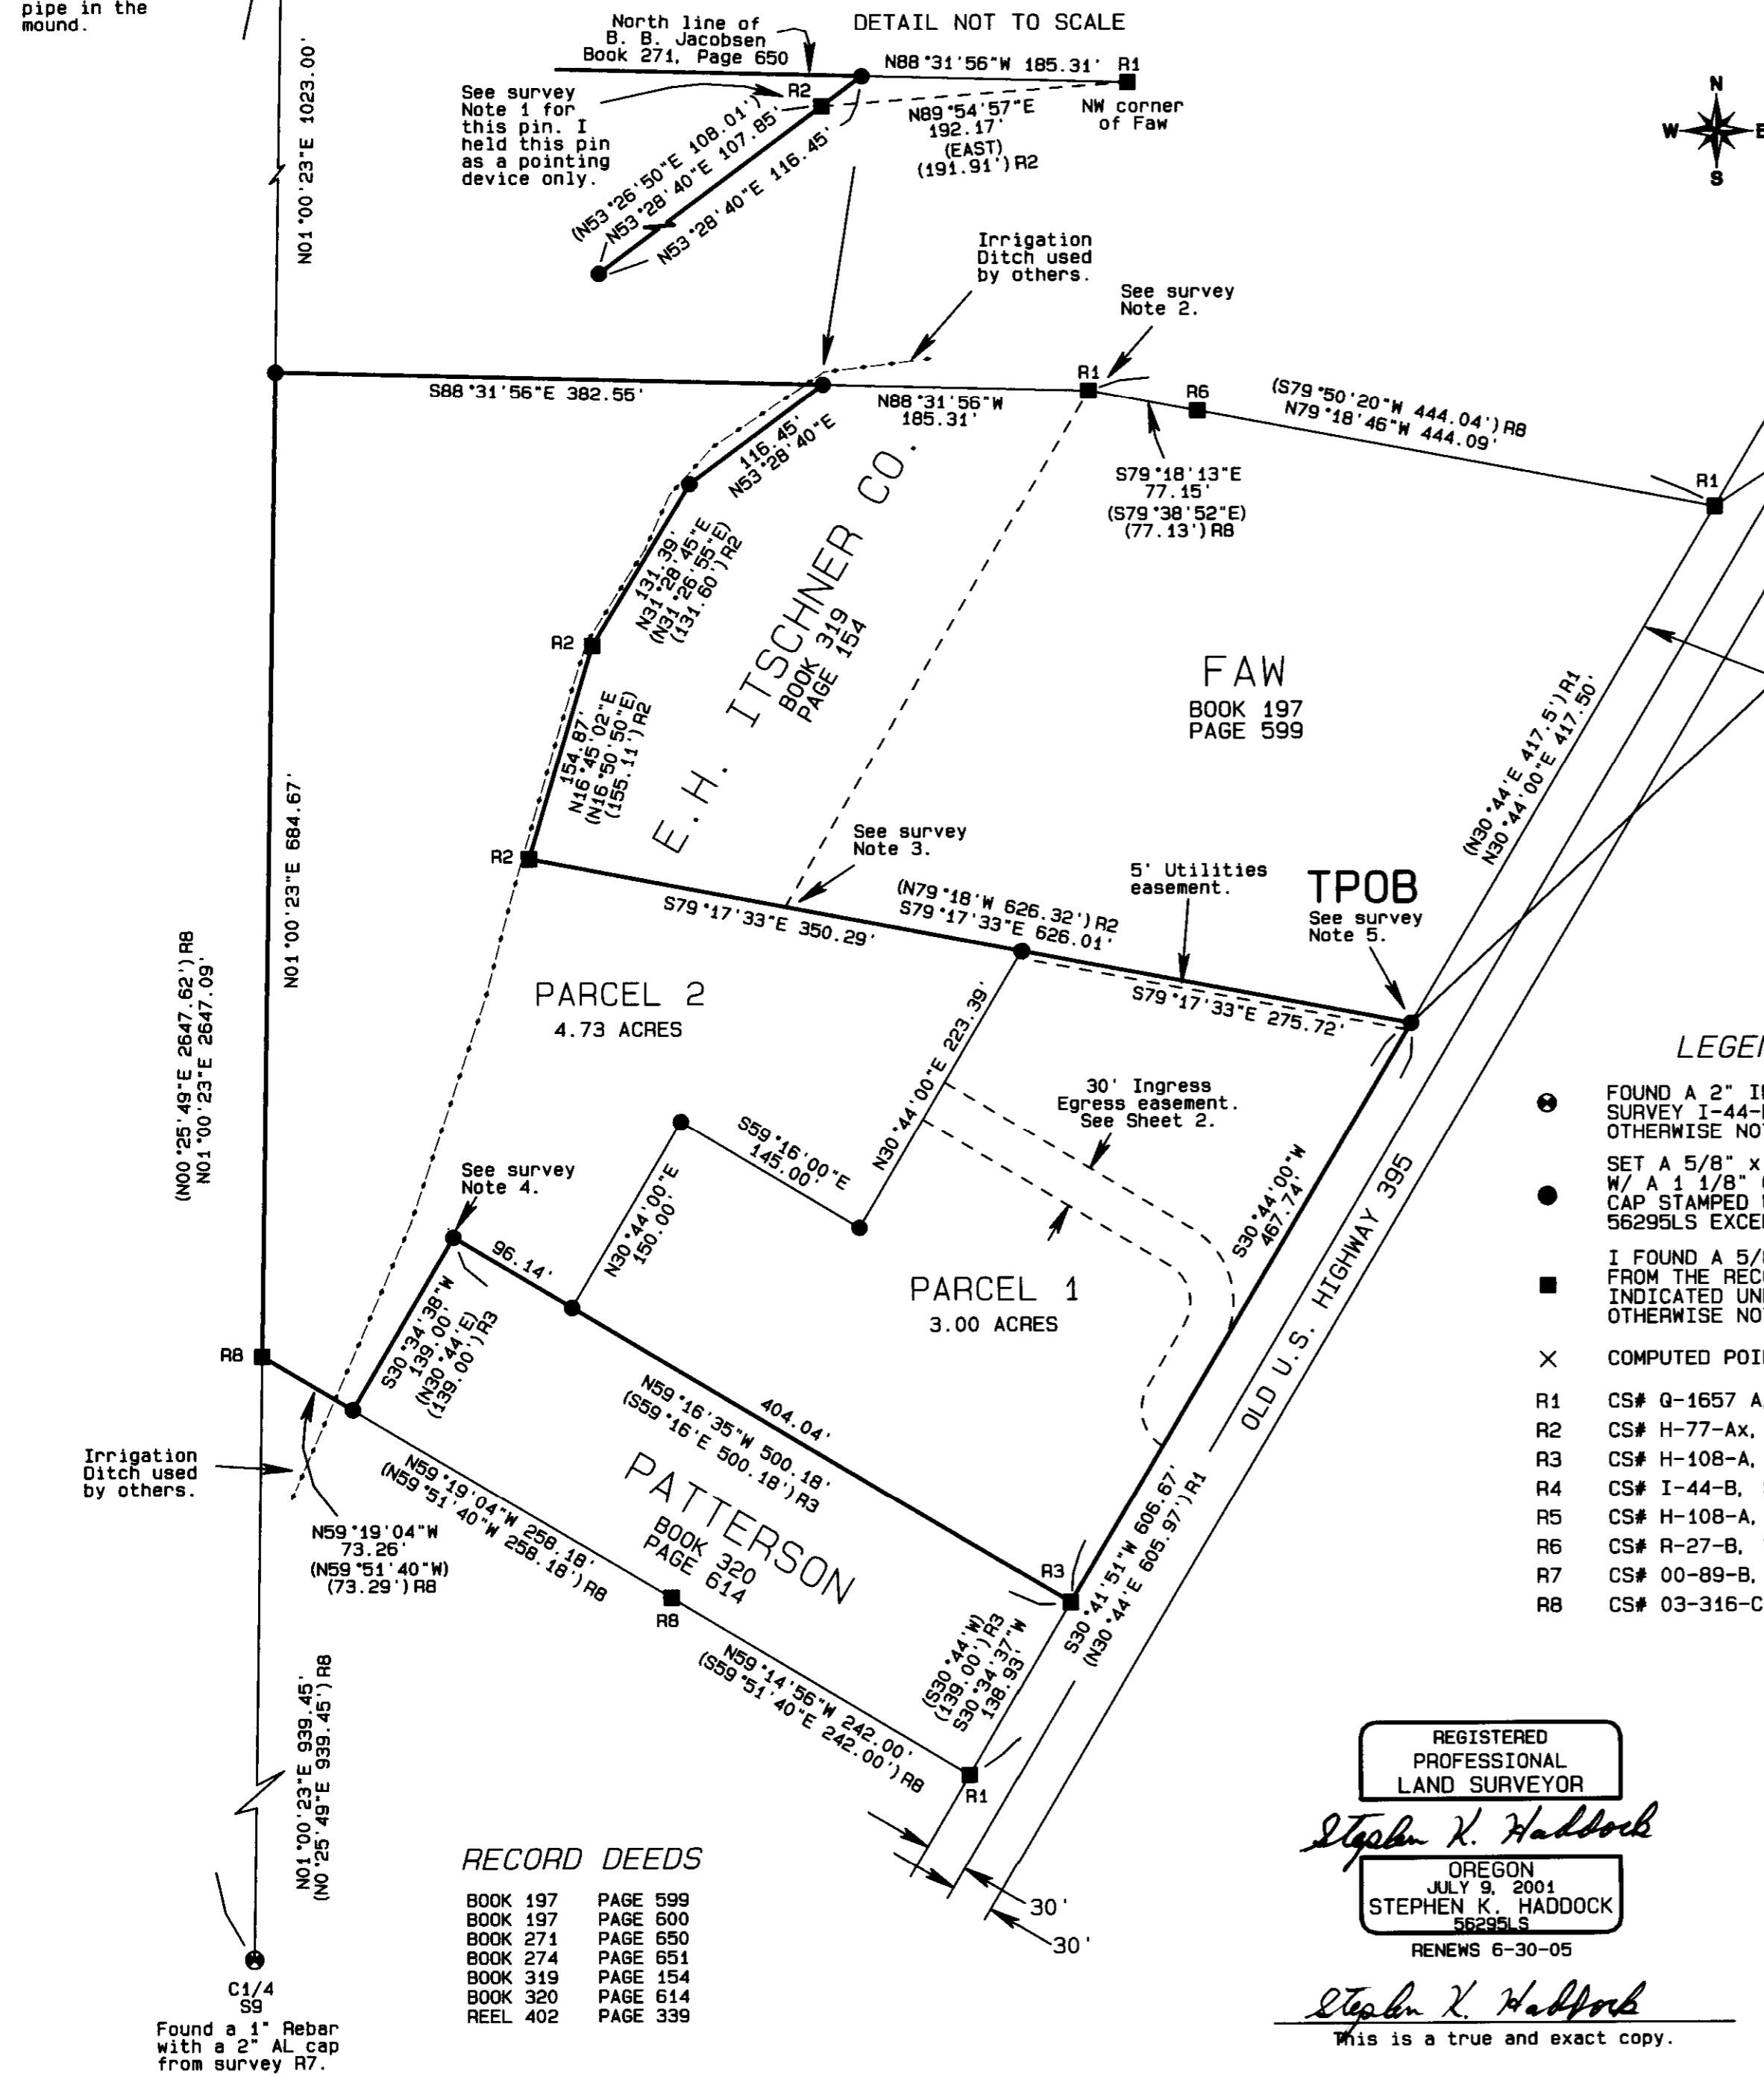 pipe in the
mound.
N01°00'23"E 1023.00'
North line of
B. B. Jacobsen
Book 271, Page 650
DETAIL NOT TO SCALE
N88°31'56"W 185.31'
R1
R2
See survey
Note 1 for
this pin. I
held this pin
as a pointing
device only.
N89°54'57"E
192.17'
(EAST)
(191.91')R2
NW corner
of Faw
(N53°26'50"E 108.01')
N53°28'40"E 107.85'
N53°28'40"E 116.45'
N
W
E
S
Irrigation
Ditch used
by others.
See survey
Note 2.
S88°31'56"E 382.55'
R1
N88°31'56"W
185.31'
R6
(S79°50'20"W 444.04')R8
N79°18'46"W 444.09'
R1
S79°18'13"E
77.15'
(S79°38'52"E)
(77.13')R8
116.45'
N53°28'40"E
131.39'
N31°28'45"E
(N31°26'55"E)
(131.60')R2
R2
154.87'
N16°45'02"E
(N16°50'50"E)
(155.11')R2
E.H. ITSCHNER CO.
BOOK 319
PAGE 154
FAW
BOOK 197
PAGE 599
(N30°44'E 417.5')R1
N30°44'00"E 417.50'
R2
See survey
Note 3.
(N79°18'W 626.32')R2
S79°17'33"E 626.01'
S79°17'33"E 350.29'
5' Utilities
easement.
TPOB
See survey
Note 5.
S79°17'33"E 275.72'
N01°00'23"E 684.67'
(N00°25'49"E 2647.62')R8
N01°00'23"E 2647.09'
PARCEL 2
4.73 ACRES
N30°44'00"E 223.39'
30' Ingress
Egress easement.
See Sheet 2.
S59°16'00"E
145.00'
N30°44'00"E
150.00'
See survey
Note 4.
96.14'
S30°34'38"W
139.00'
(N30°44'E)
(139.00')R3
R8
S30°44'00"W
467.74'
OLD U.S. HIGHWAY 395
PARCEL 1
3.00 ACRES
404.04'
N59°16'35"W 500.18'
(S59°16'E 500.18')R3
PATTERSON
BOOK 320
PAGE 614
N59°19'04"W 258.18'
(N59°51'40"W 258.18')R8
Irrigation
Ditch used
by others.
N59°19'04"W
73.26'
(N59°51'40"W)
(73.29')R8
R8
R3
S30°41'51"W 606.67'
(N30°44'E 605.97')R1
(S30°44'W)
(139.00')R3
S30°34'37"W
138.93'
N59°14'56"W 242.00'
(S59°51'40"E 242.00')R8
R1
30'
30'
N01°00'23"E 939.45'
(N0°25'49"E 939.45')R8
C1/4
S9
Found a 1" Rebar
with a 2" AL cap
from survey R7.
RECORD DEEDS
BOOK 197 PAGE 599
BOOK 197 PAGE 600
BOOK 271 PAGE 650
BOOK 274 PAGE 651
BOOK 319 PAGE 154
BOOK 320 PAGE 614
REEL 402 PAGE 339
LEGE
FOUND A 2" I
SURVEY I-44-
OTHERWISE NO
SET A 5/8" x
W/ A 1 1/8"
CAP STAMPED
56295LS EXCE
I FOUND A 5/
FROM THE REC
INDICATED UN
OTHERWISE NO
COMPUTED POI
R1 CS# Q-1657 A
R2 CS# H-77-Ax,
R3 CS# H-108-A,
R4 CS# I-44-B,
R5 CS# H-108-A,
R6 CS# R-27-B,
R7 CS# 00-89-B,
R8 CS# 03-316-C
REGISTERED
PROFESSIONAL
LAND SURVEYOR
Stephen K. Haddock
OREGON
JULY 9, 2001
STEPHEN K. HADDOCK
56295LS
RENEWS 6-30-05
Stephen K. Haddock
This is a true and exact copy.